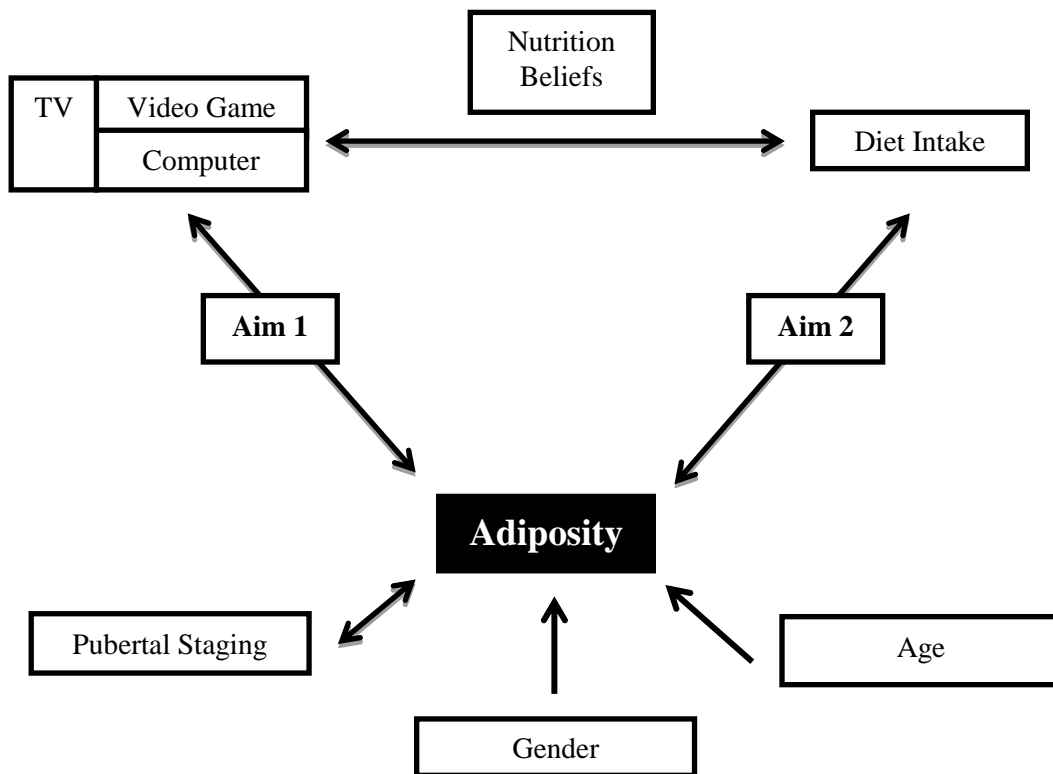 Nutrition
Beliefs
TV
Video Game
Computer
Diet Intake
Aim 1
Aim 2
Adiposity
Pubertal Staging
Age
Gender